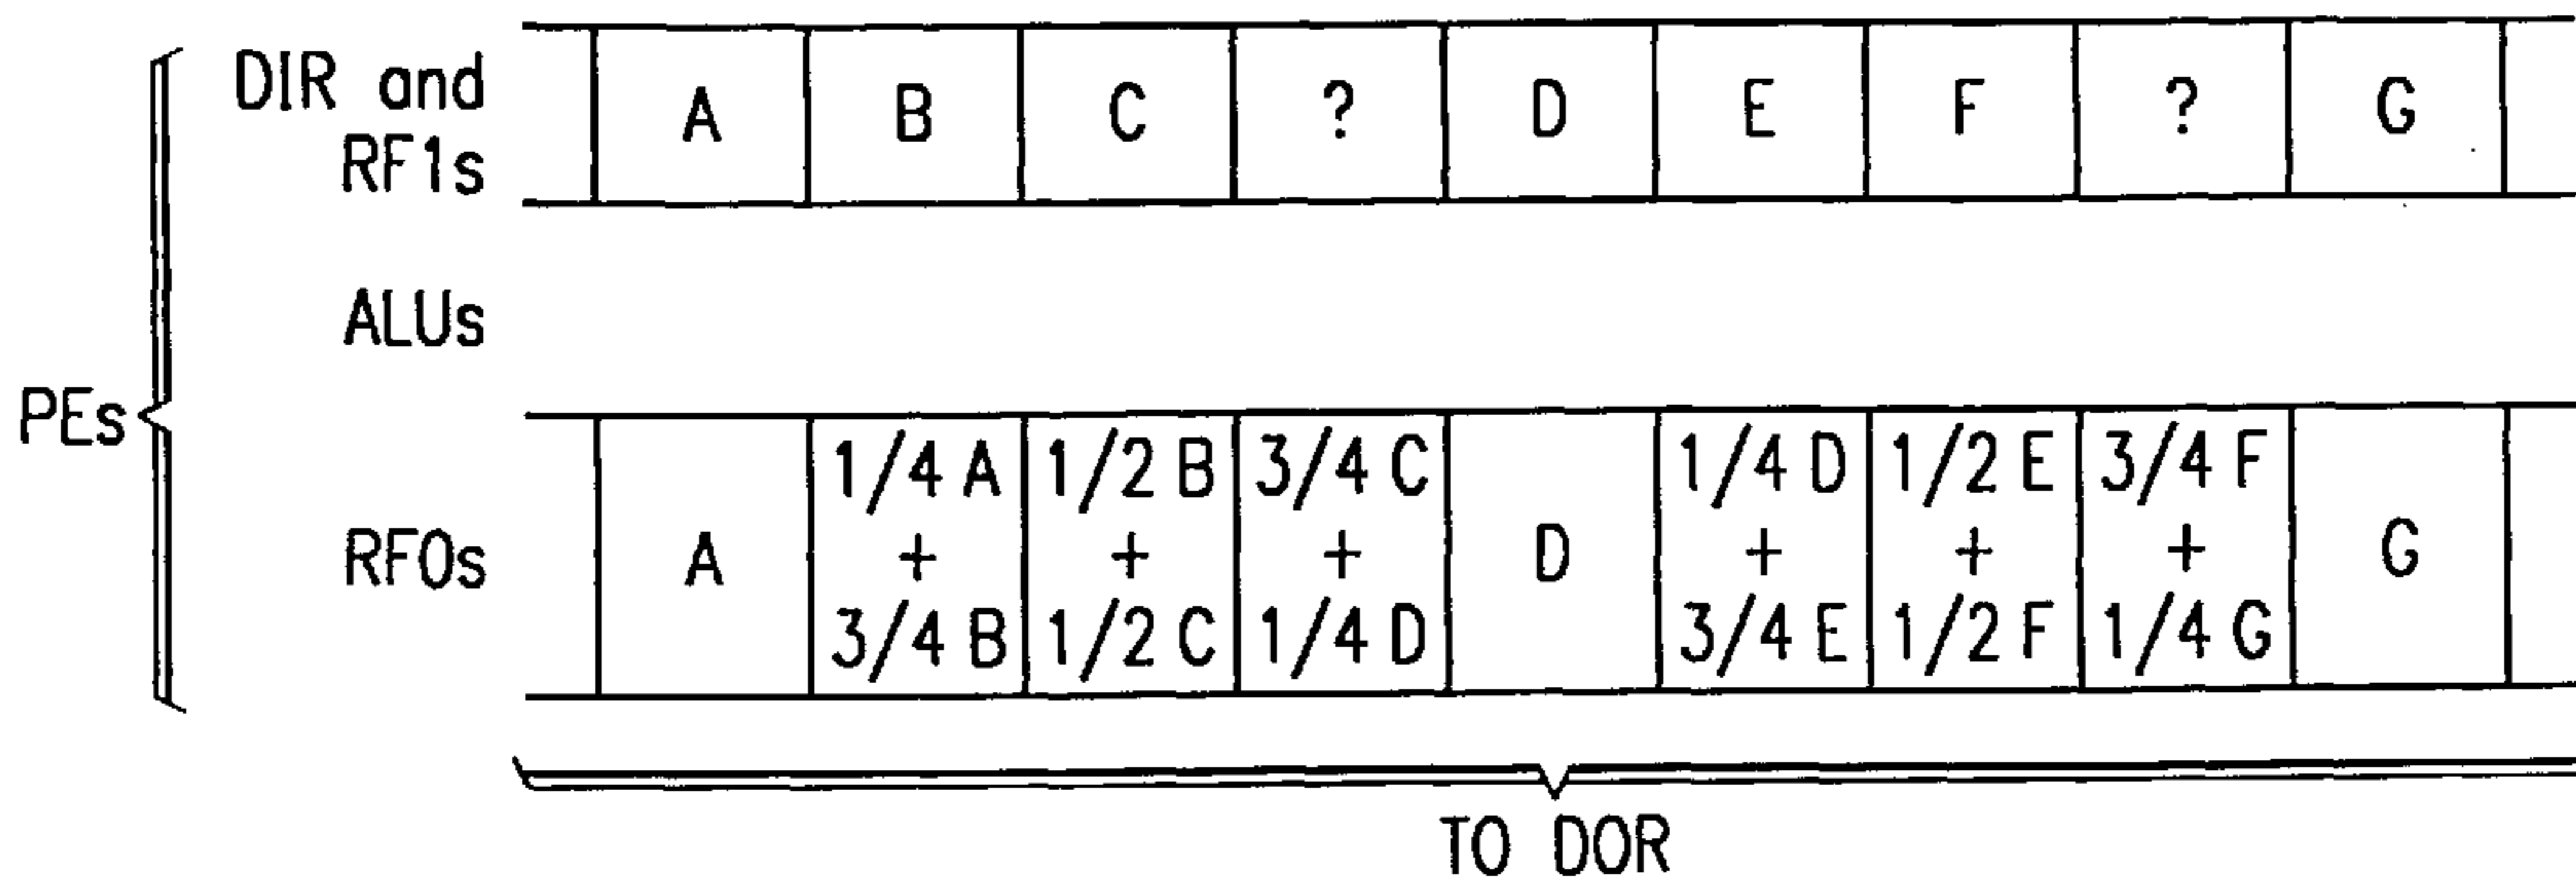 DIR and
RF1s
A B C ? D E F ? G
ALUs
PEs
RF0s
A
1/4 A + 3/4 B
1/2 B + 1/2 C
3/4 C + 1/4 D
D
1/4 D + 3/4 E
1/2 E + 1/2 F
3/4 F + 1/4 G
G
TO DOR